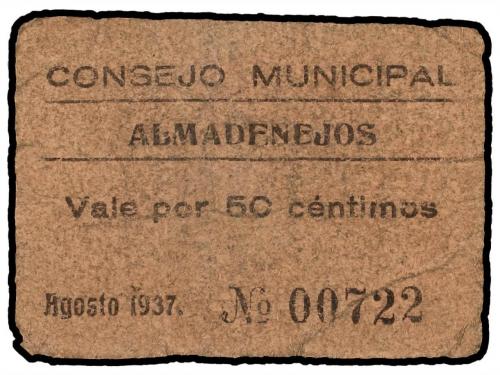 CONSEJO MUNICIPAL
ALMADENEJOS
Vale por 50 céntimos
Agosto 1937. Nº 00722